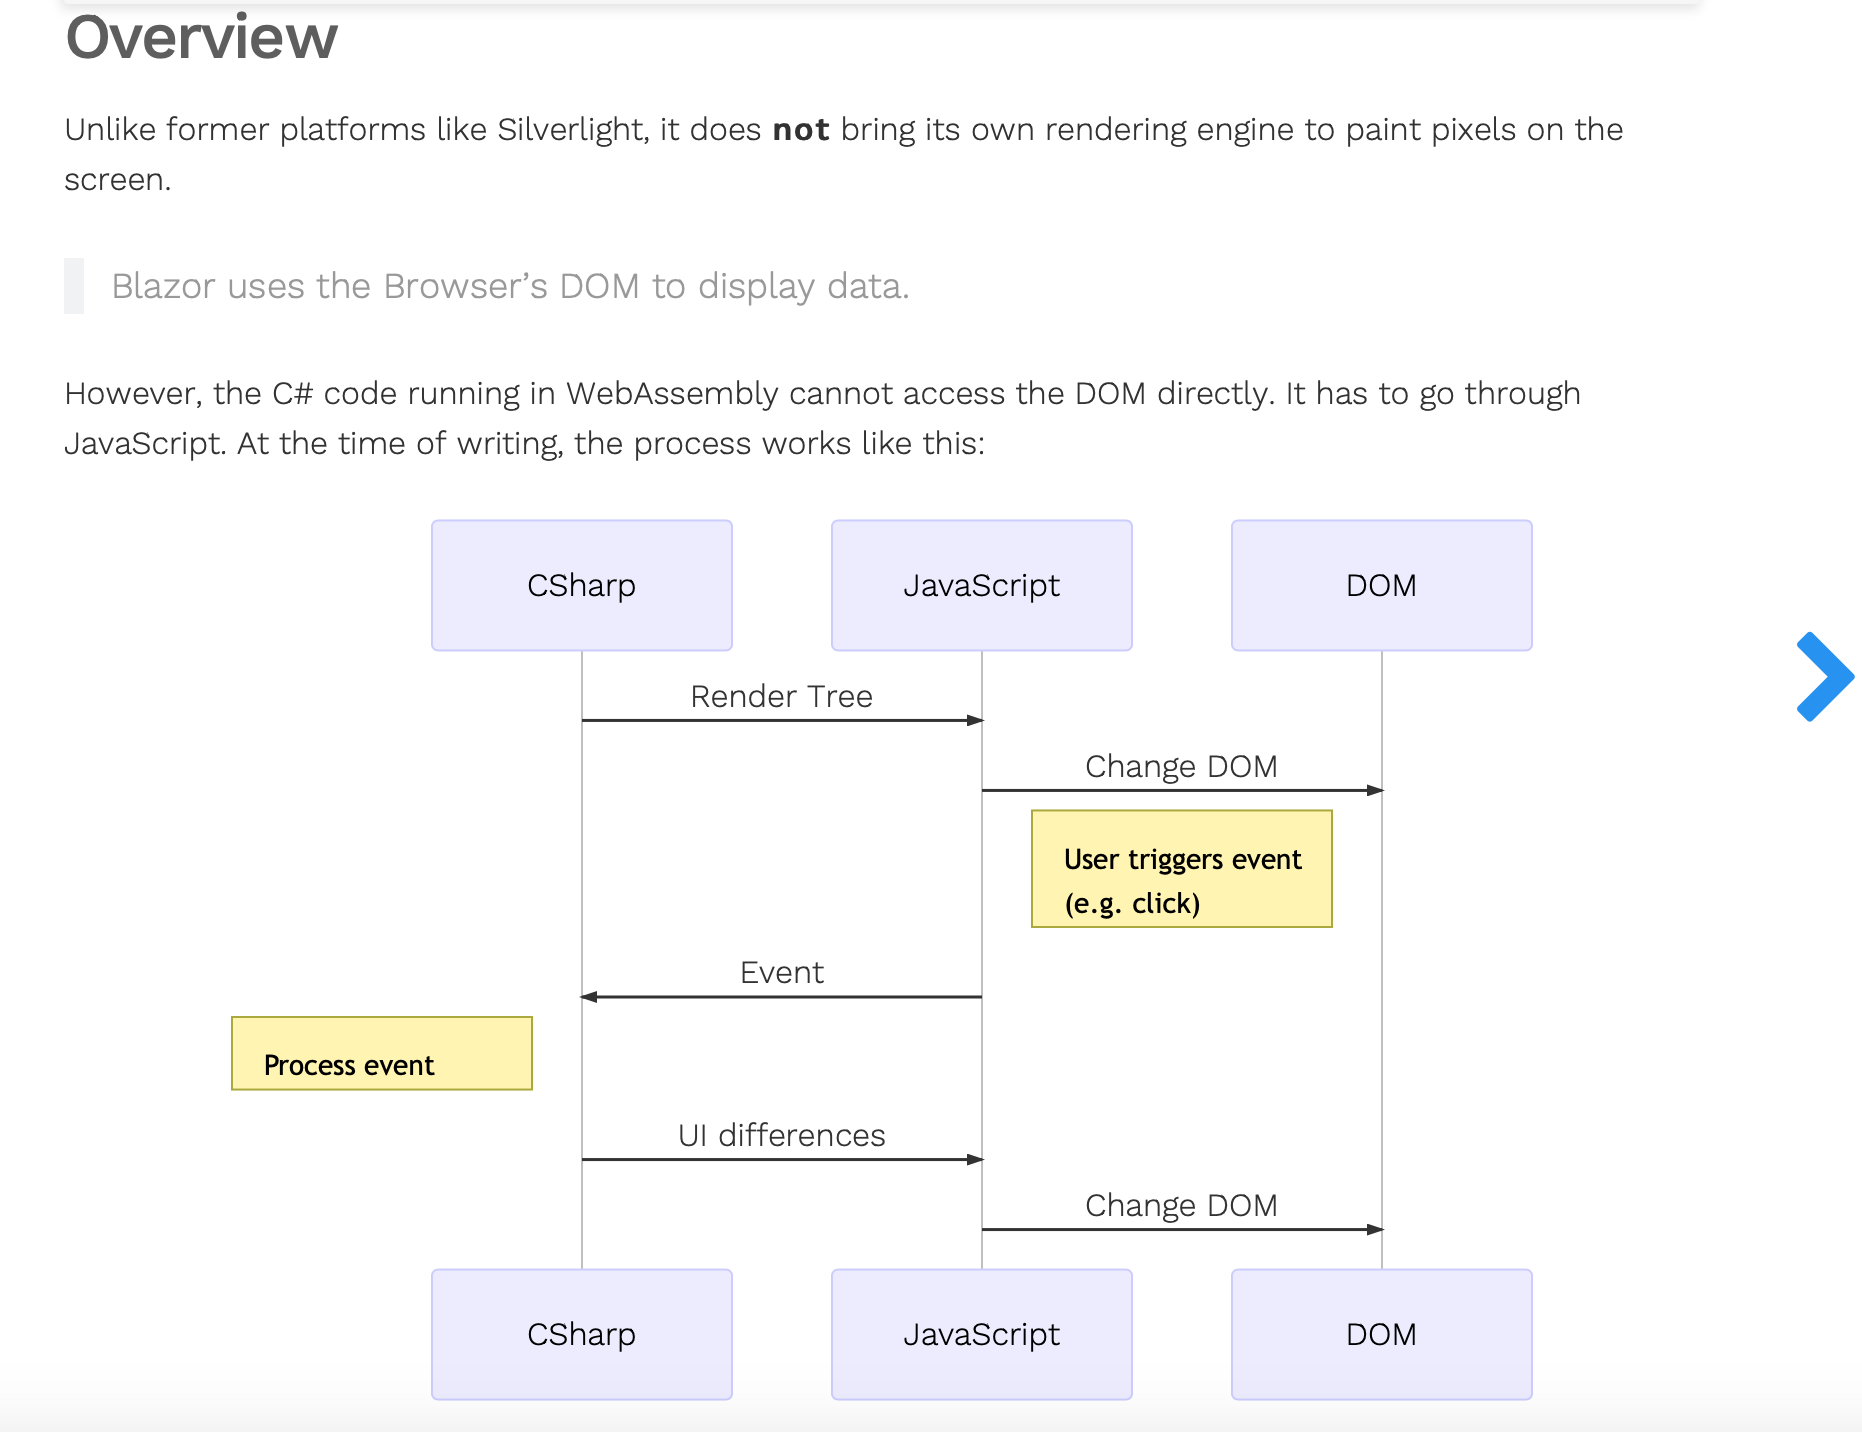 Overview
Unlike former platforms like Silverlight, it does not bring its own rendering engine to paint pixels on the
screen.
Blazor uses the Browser’s DOM to display data.
However, the C# code running in WebAssembly cannot access the DOM directly. It has to go through
JavaScript. At the time of writing, the process works like this:
CSharp
JavaScript
DOM
Render Tree
Change DOM
User triggers event
(e.g. click)
Event
Process event
UI differences
Change DOM
CSharp
JavaScript
DOM